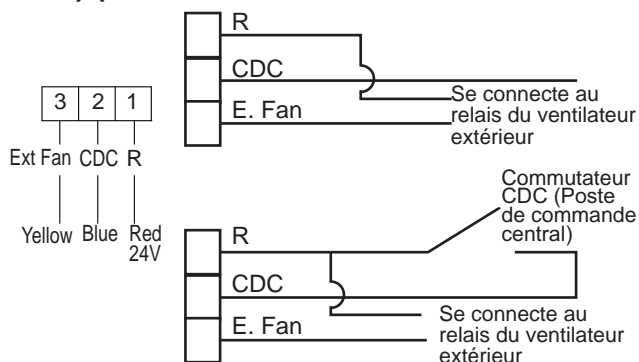 R
CDC
E. Fan
Se connecte au
relais du ventilateur
extérieur
3 2 1
Ext Fan CDC R
Yellow Blue Red
24V
Commutateur
CDC (Poste
de commande
central)
R
CDC
E. Fan
Se connecte au
relais du ventilateur
extérieur